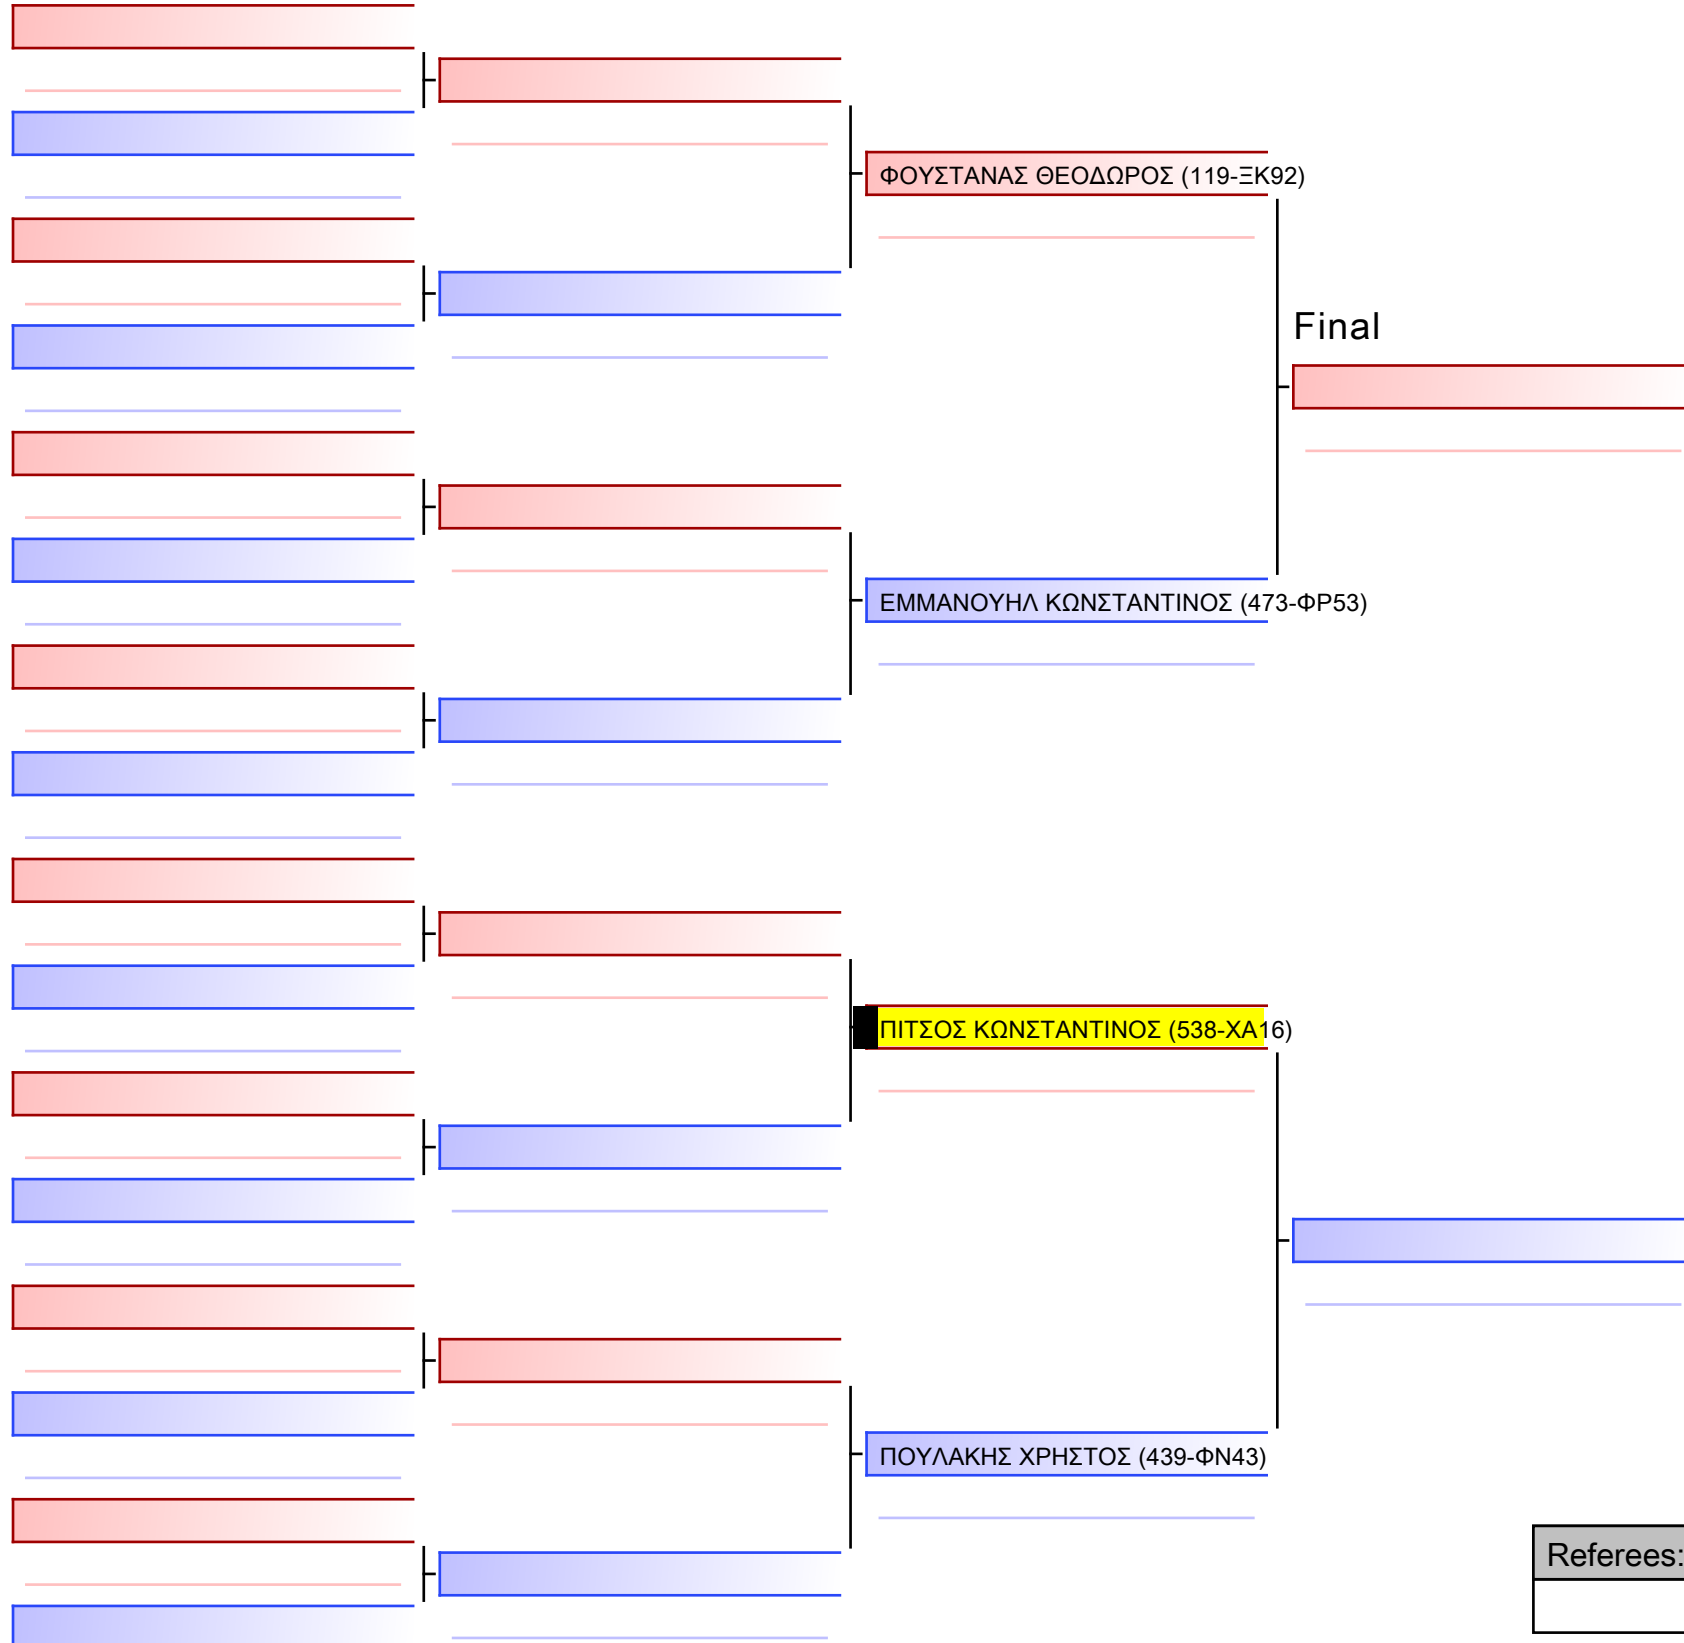 ΦΟΥΣΤΑΝΑΣ ΘΕΟΔΩΡΟΣ (119-ΞΚ92)
Final
ΕΜΜΑΝΟΥΗΛ ΚΩΝΣΤΑΝΤΙΝΟΣ (473-ΦΡ53)
ΠΙΤΣΟΣ ΚΩΝΣΤΑΝΤΙΝΟΣ (538-ΧΑ16)
ΠΟΥΛΑΚΗΣ ΧΡΗΣΤΟΣ (439-ΦΝ43)
Referees: